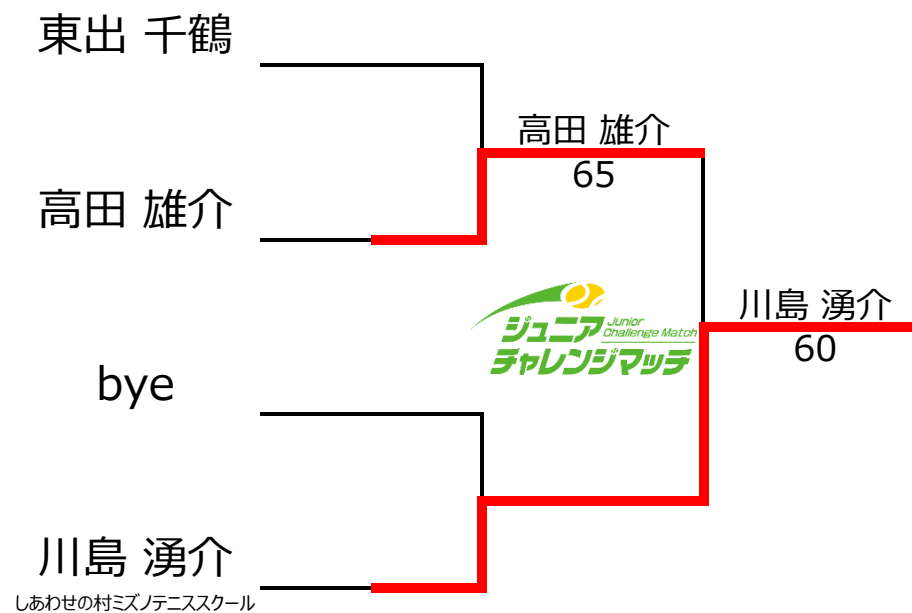 東出 千鶴
高田 雄介
65
高田 雄介
ジュニア Junior Challenge Match
チャレンジマッチ
川島 湧介
60
bye
川島 湧介
しあわせの村ミズノテニススクール